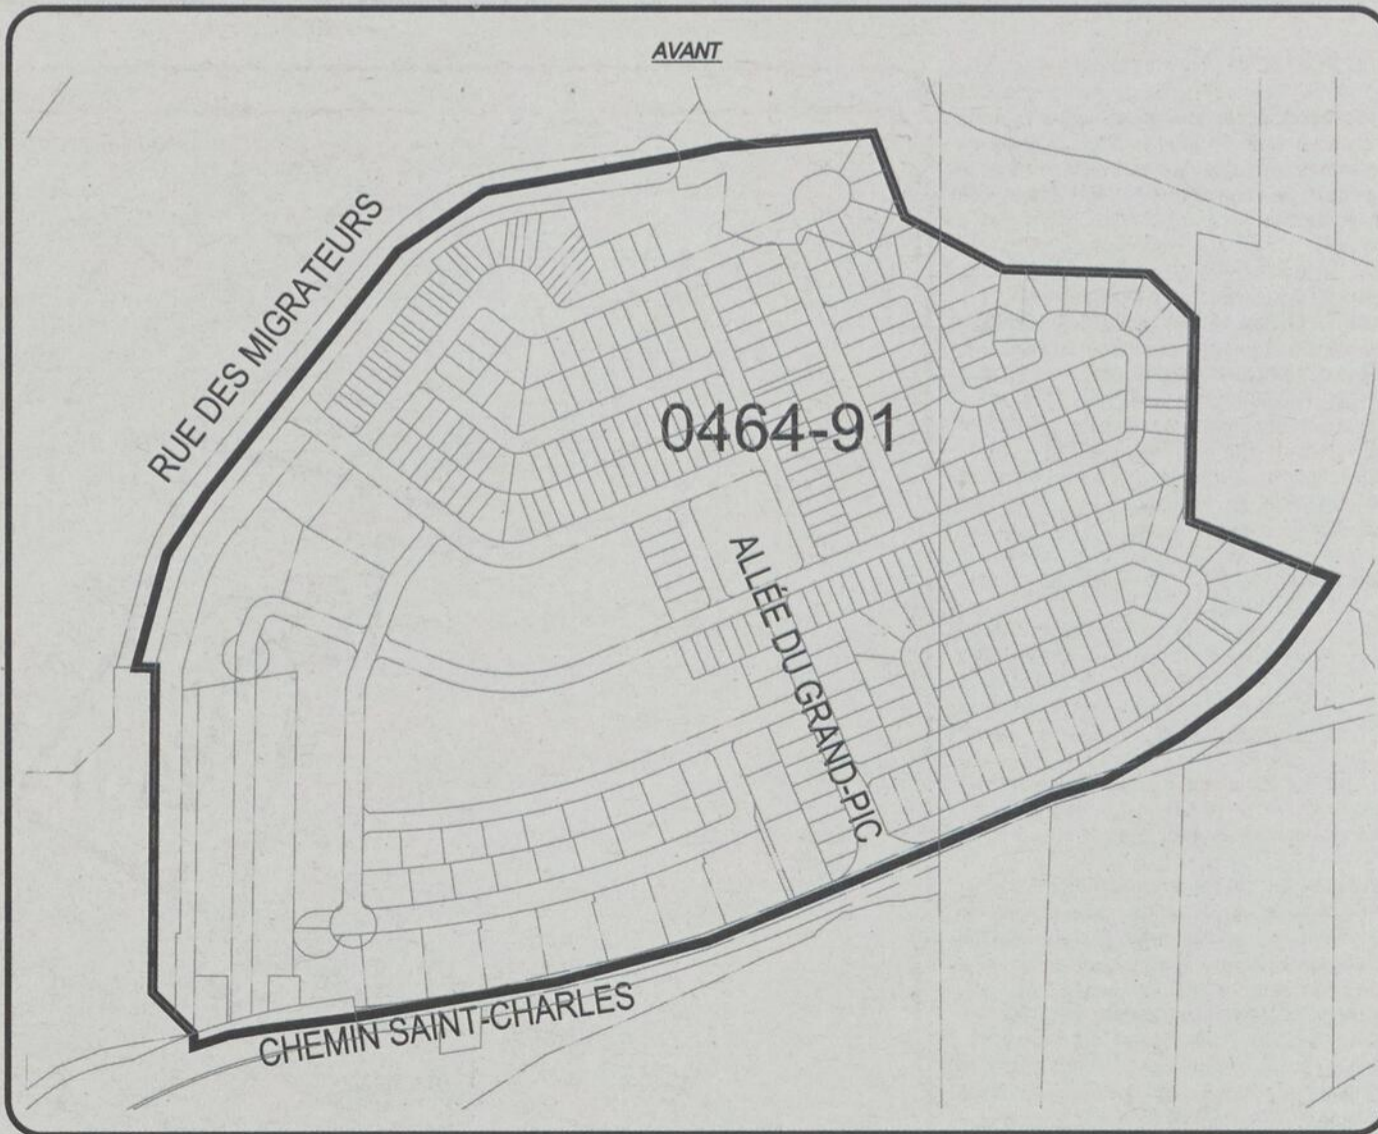 AVANT
RUE DES MIGRATEURS
0464-91
ALLÉE DU GRAND-PIC
CHEMIN SAINT-CHARLES